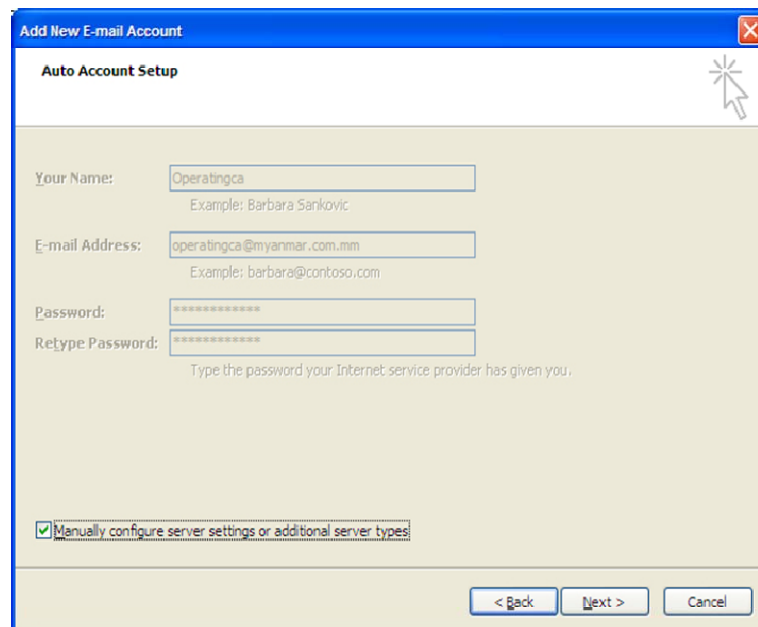 Add New E-mail Account
Auto Account Setup
Your Name:
Operatingca
Example: Barbara Sankovic
E-mail Address:
operatingca@myanmar.com.mm
Example: barbara@contoso.com
Password:
************
Retype Password:
************
Type the password your Internet service provider has given you.
Manually configure server settings or additional server types
< Back
Next >
Cancel